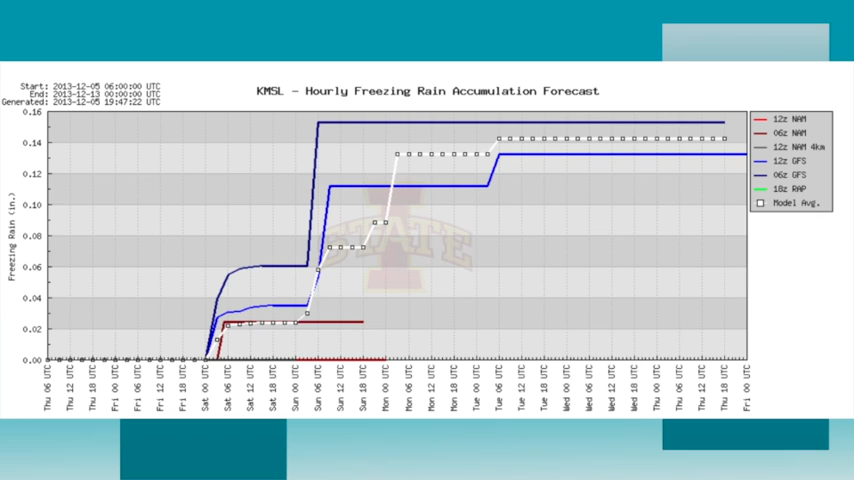 Start: 2013-12-05 06:00:00 UTC
End: 2013-12-13 00:00:00 UTC
Generated: 2013-12-05 19:47:22 UTC
KMSL - Hourly Freezing Rain Accumulation Forecast
0.16
0.14
0.12
0.10
0.08
0.06
0.04
0.02
0.00
Freezing Rain (in.)
STATE
12z NAM
06z NAM
12z NAM 4km
12z GFS
06z GFS
18z RAP
Model Avg.
Thu 06 UTC
Thu 12 UTC
Thu 18 UTC
Fri 00 UTC
Fri 06 UTC
Fri 12 UTC
Fri 18 UTC
Sat 00 UTC
Sat 06 UTC
Sat 12 UTC
Sat 18 UTC
Sun 00 UTC
Sun 06 UTC
Sun 12 UTC
Sun 18 UTC
Mon 00 UTC
Mon 06 UTC
Mon 12 UTC
Mon 18 UTC
Tue 00 UTC
Tue 06 UTC
Tue 12 UTC
Tue 18 UTC
Wed 00 UTC
Wed 06 UTC
Wed 12 UTC
Wed 18 UTC
Thu 00 UTC
Thu 06 UTC
Thu 12 UTC
Thu 18 UTC
Fri 00 UTC